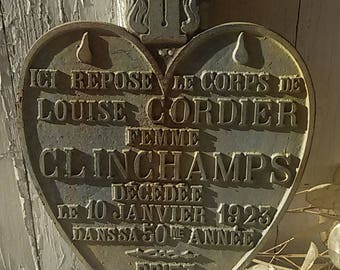 ICI REPOSE LE CORPS DE
LOUISE CORDIER
FEMME
CLINCHAMPS
DÉCÉDÉE
LE 10 JANVIER 1923
DANS SA 50ME ANNÉE